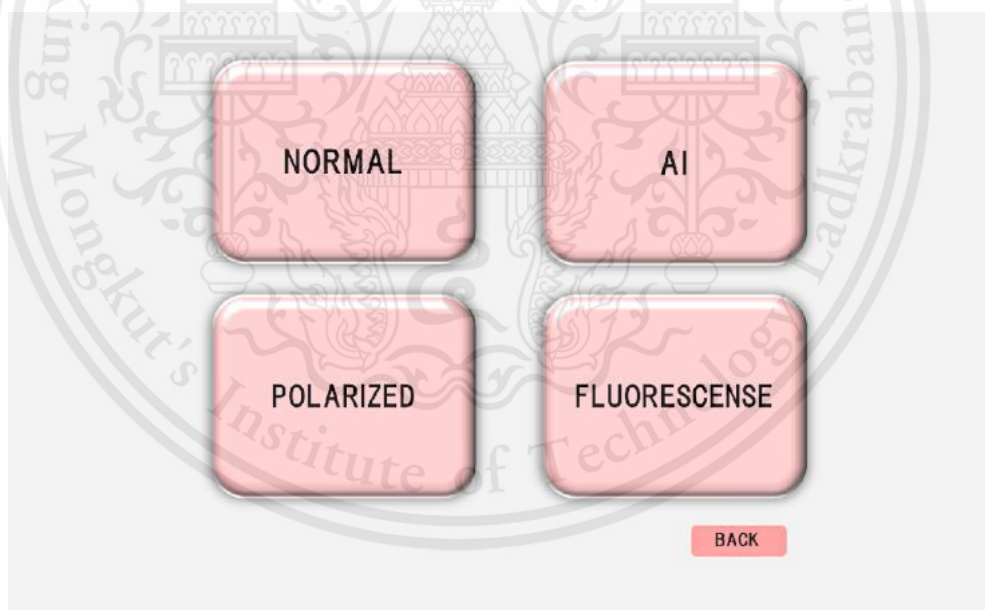 NORMAL
AI
POLARIZED
FLUORESCENSE
BACK
King Mongkut's Institute of Technology Ladkrabang